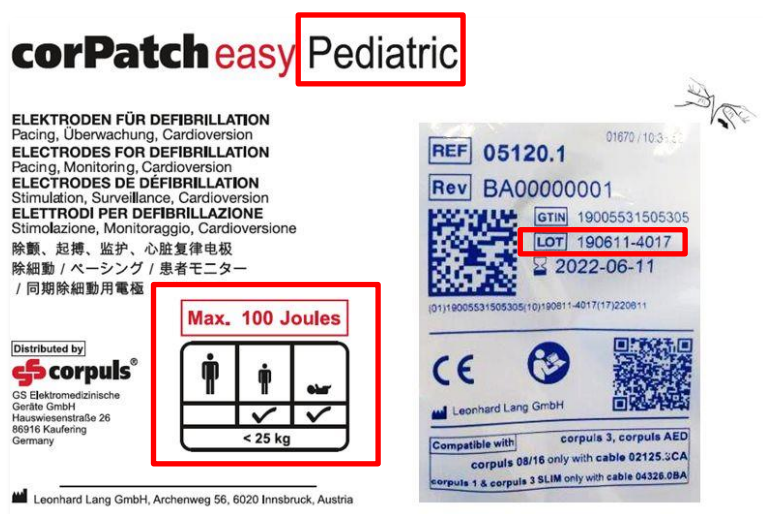 corPatch easy Pediatric
ELEKTRODEN FÜR DEFIBRILLATION
Pacing, Überwachung, Cardioversion
ELECTRODES FOR DEFIBRILLATION
Pacing, Monitoring, Cardioversion
ELECTRODES DE DÉFIBRILLATION
Stimulation, Surveillance, Cardioversion
ELETTRODI PER DEFIBRILLAZIONE
Stimolazione, Monitoraggio, Cardioversione
除颤、起搏、监护、心脏复律电极
除細動 / ペーシング / 患者モニター
/ 同期除細動用電極
Max. 100 Joules
< 25 kg
Distributed by
corpuls®
GS Elektromedizinische
Geräte GmbH
Hauswiesenstraße 26
86916 Kaufering
Germany
Leonhard Lang GmbH, Archenweg 56, 6020 Innsbruck, Austria
01670 /
REF 05120.1
Rev BA00000001
GTIN 19005531505305
LOT 190611-4017
2022-06-11
(01)19005531505305(10)190611-4017(17)220611
CE
Leonhard Lang GmbH
Compatible with corpuls 3, corpuls AED
corpuls 08/16 only with cable 02125.3CA
corpuls 1 & corpuls 3 SLIM only with cable 04326.0BA